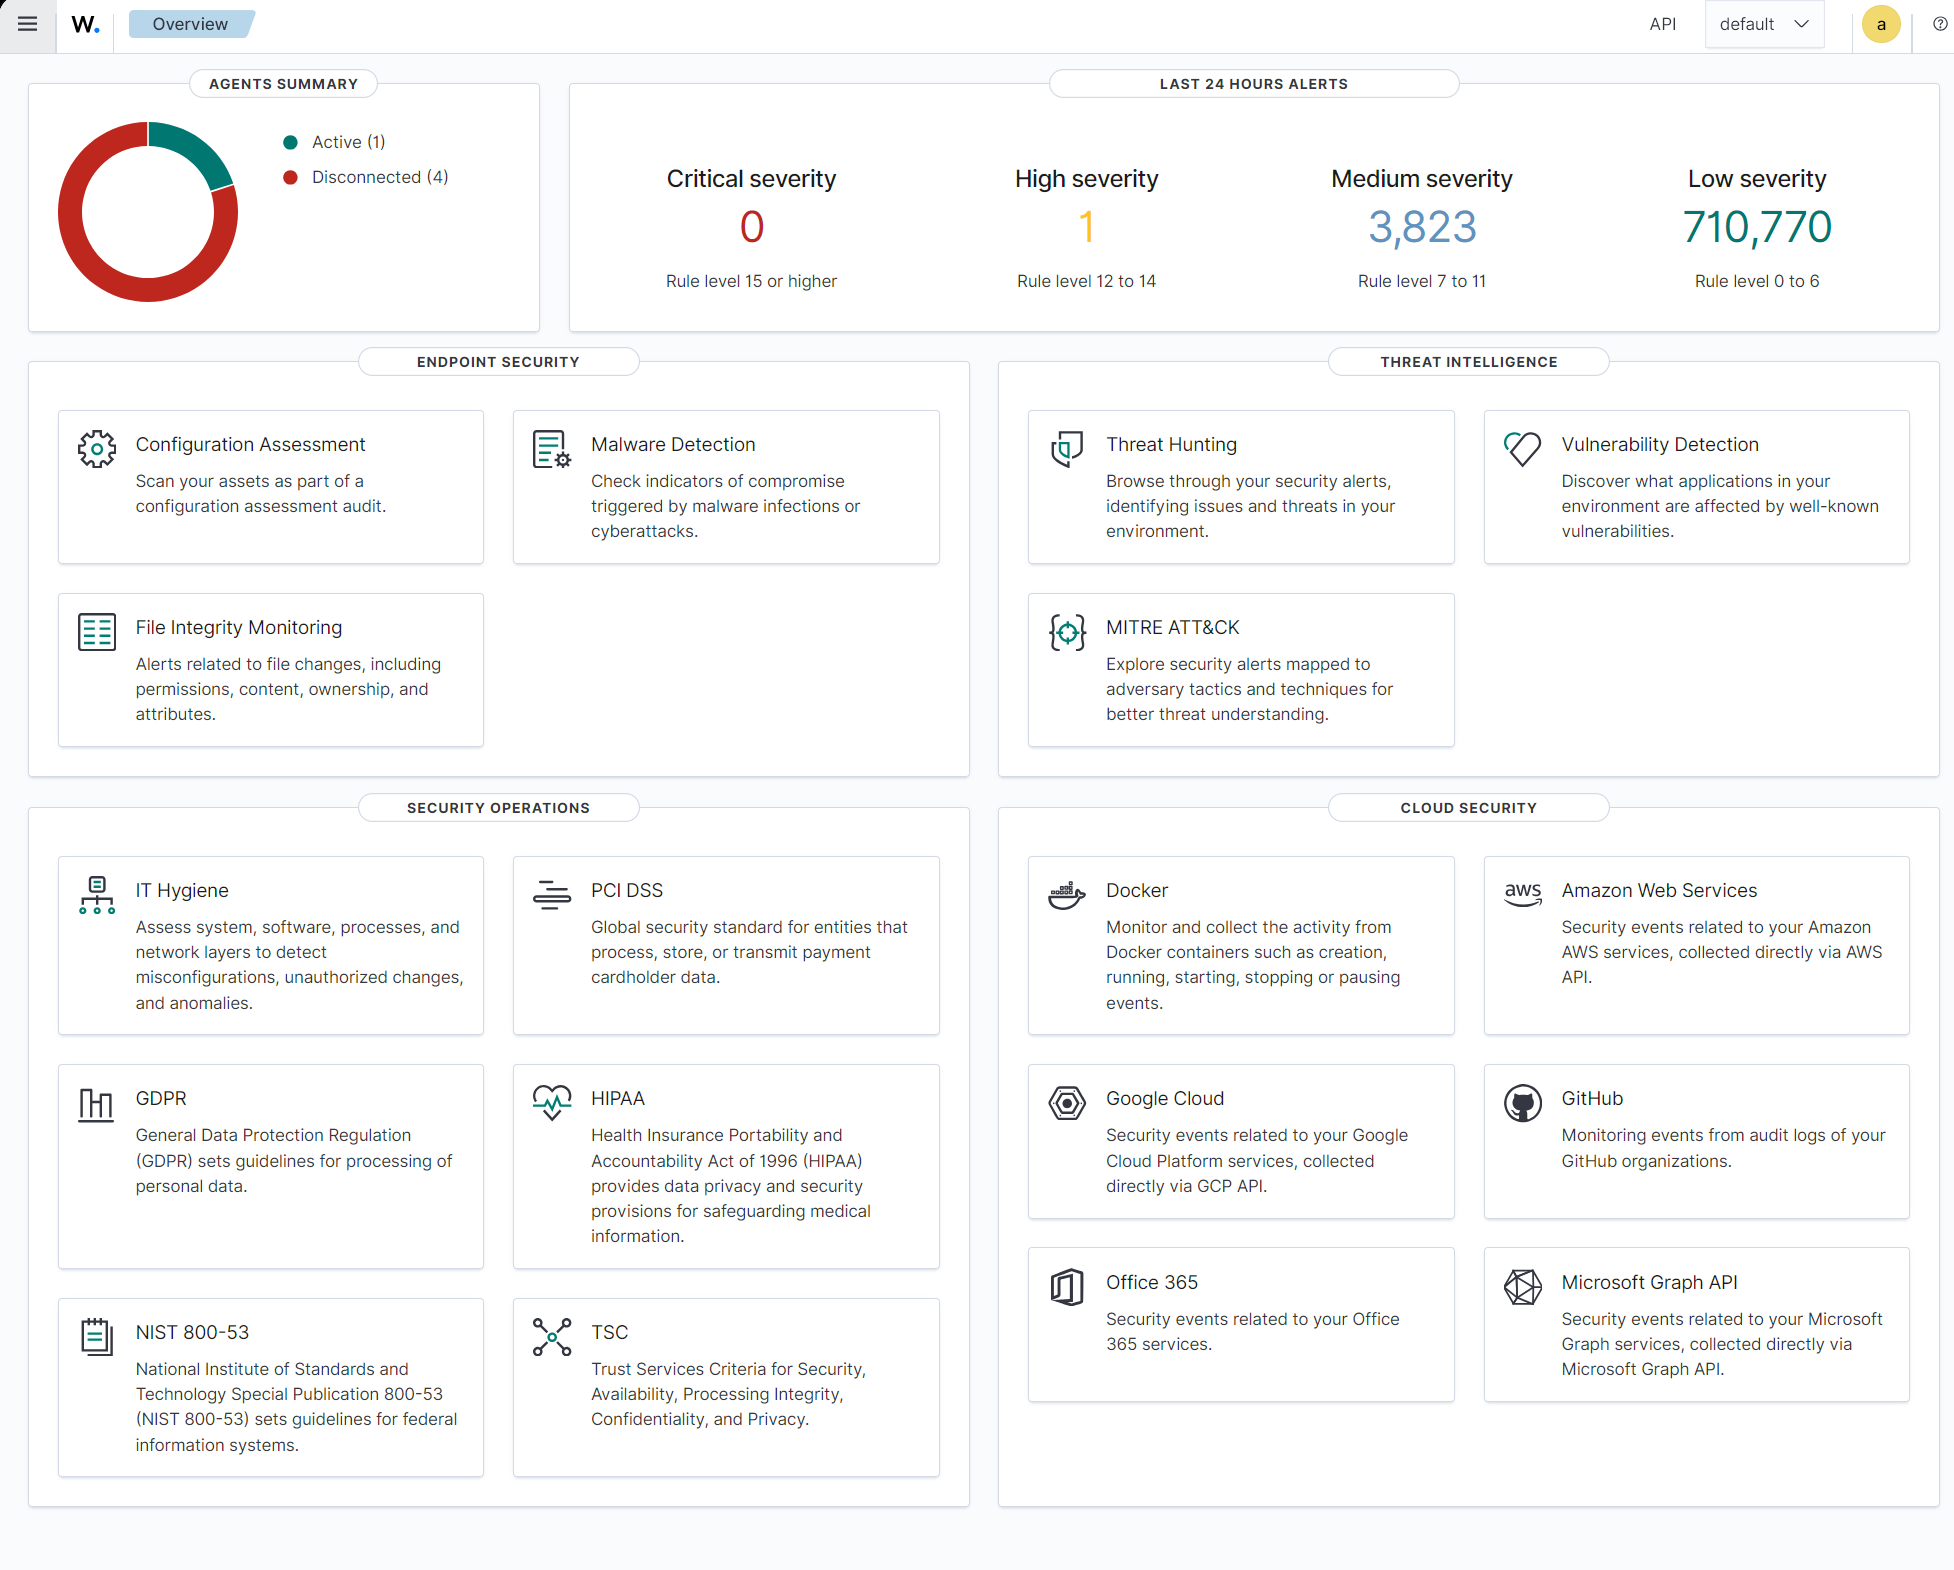 W.
Overview
API
default
a
AGENTS SUMMARY
Active (1)
Disconnected (4)
LAST 24 HOURS ALERTS
Critical severity
0
Rule level 15 or higher
High severity
1
Rule level 12 to 14
Medium severity
3,823
Rule level 7 to 11
Low severity
710,770
Rule level 0 to 6
ENDPOINT SECURITY
Configuration Assessment
Scan your assets as part of a
configuration assessment audit.
Malware Detection
Check indicators of compromise
triggered by malware infections or
cyberattacks.
File Integrity Monitoring
Alerts related to file changes, including
permissions, content, ownership, and
attributes.
THREAT INTELLIGENCE
Threat Hunting
Browse through your security alerts,
identifying issues and threats in your
environment.
Vulnerability Detection
Discover what applications in your
environment are affected by well-known
vulnerabilities.
MITRE ATT&CK
Explore security alerts mapped to
adversary tactics and techniques for
better threat understanding.
SECURITY OPERATIONS
IT Hygiene
Assess system, software, processes, and
network layers to detect
misconfigurations, unauthorized changes,
and anomalies.
PCI DSS
Global security standard for entities that
process, store, or transmit payment
cardholder data.
GDPR
General Data Protection Regulation
(GDPR) sets guidelines for processing of
personal data.
HIPAA
Health Insurance Portability and
Accountability Act of 1996 (HIPAA)
provides data privacy and security
provisions for safeguarding medical
information.
NIST 800-53
National Institute of Standards and
Technology Special Publication 800-53
(NIST 800-53) sets guidelines for federal
information systems.
TSC
Trust Services Criteria for Security,
Availability, Processing Integrity,
Confidentiality, and Privacy.
CLOUD SECURITY
Docker
Monitor and collect the activity from
Docker containers such as creation,
running, starting, stopping or pausing
events.
aws
Amazon Web Services
Security events related to your Amazon
AWS services, collected directly via AWS
API.
Google Cloud
Security events related to your Google
Cloud Platform services, collected
directly via GCP API.
GitHub
Monitoring events from audit logs of your
GitHub organizations.
Office 365
Security events related to your Office
365 services.
Microsoft Graph API
Security events related to your Microsoft
Graph services, collected directly via
Microsoft Graph API.